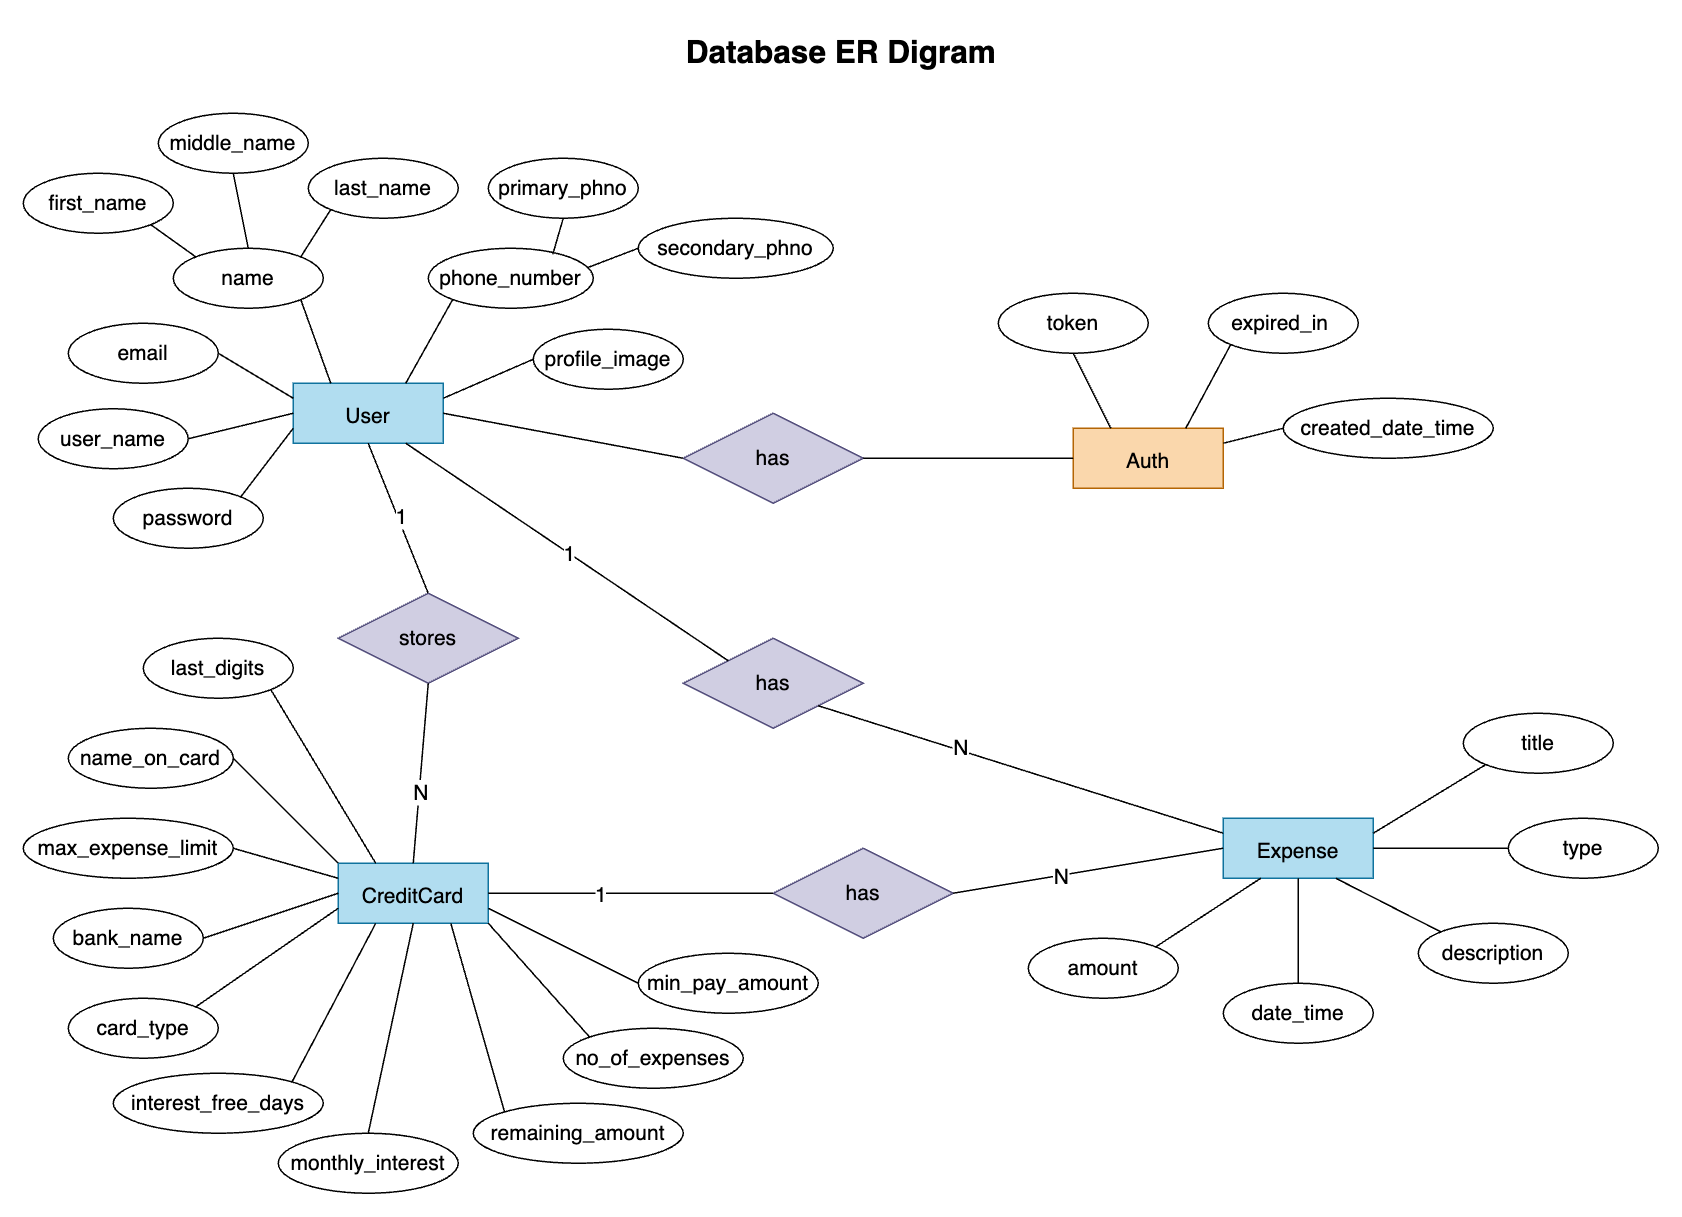 Database ER Digram
middle_name
last_name
primary_phno
first_name
secondary_phno
name
phone_number
token
expired_in
email
profile_image
User
user_name
created_date_time
has
Auth
password
1
1
stores
last_digits
has
title
N
name_on_card
N
max_expense_limit
type
Expense
N
CreditCard
1
has
bank_name
description
amount
min_pay_amount
date_time
card_type
no_of_expenses
interest_free_days
remaining_amount
monthly_interest